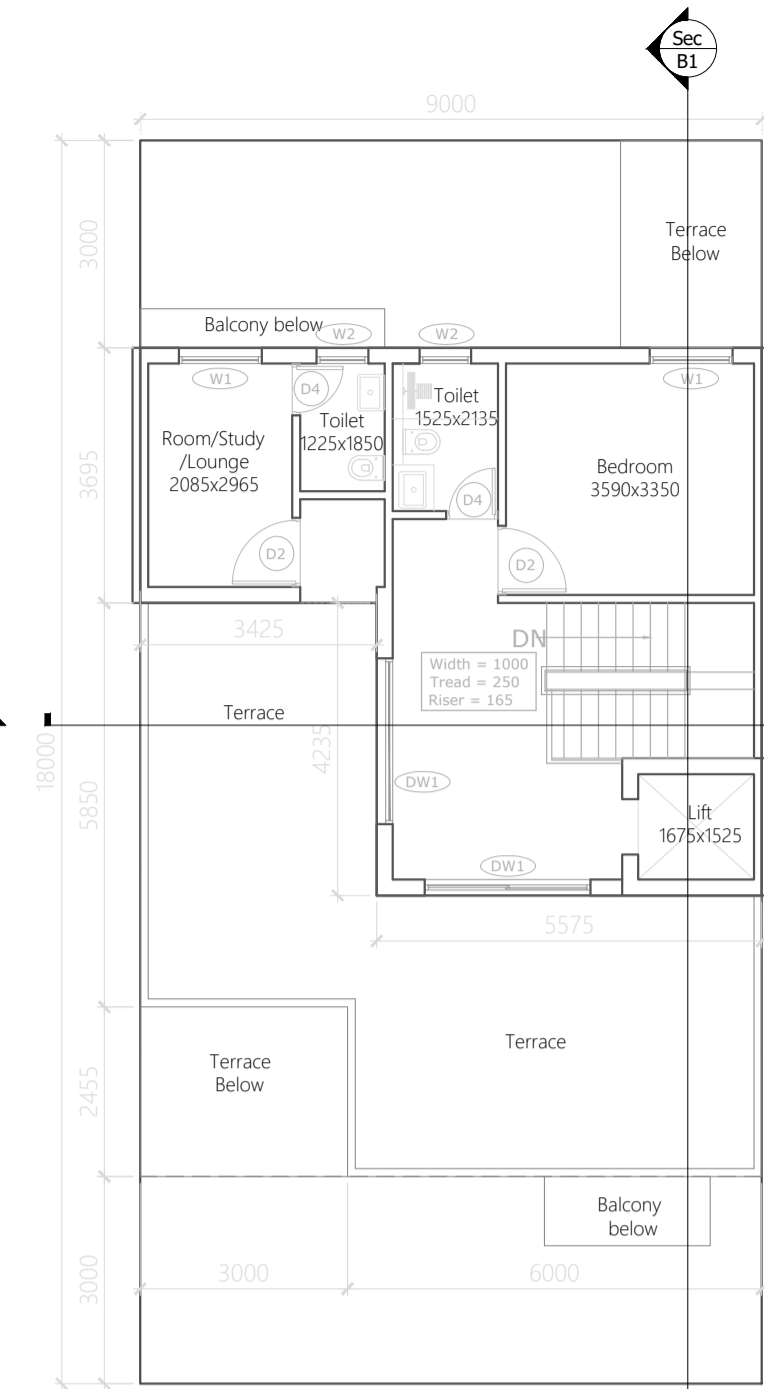 Sec
B1
9000
3000
Terrace
Below
Balcony below
W2
W2
W1
D4
Toilet
1225x1850
Toilet
1525x2135
W1
Room/Study
/Lounge
2085x2965
3695
Bedroom
3590x3350
D4
D2
D2
3425
DN
Width = 1000
Tread = 250
Riser = 165
Terrace
4235
18000
5850
DW1
Lift
1675x1525
DW1
5575
Terrace
Terrace
Below
2455
Balcony
below
3000
3000
6000